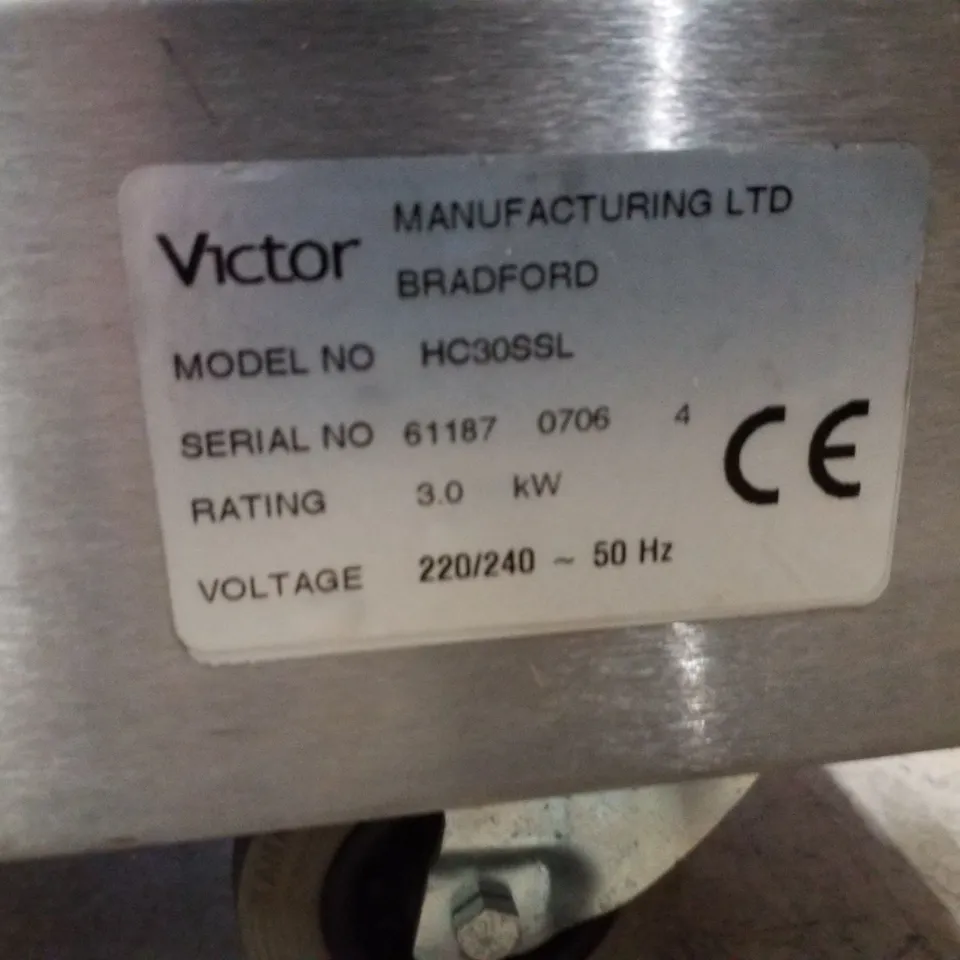 Victor MANUFACTURING LTD
BRADFORD
MODEL NO HC30SSL
SERIAL NO 61187 0706 4
RATING 3.0 kW
VOLTAGE 220/240 ~ 50 Hz
CE